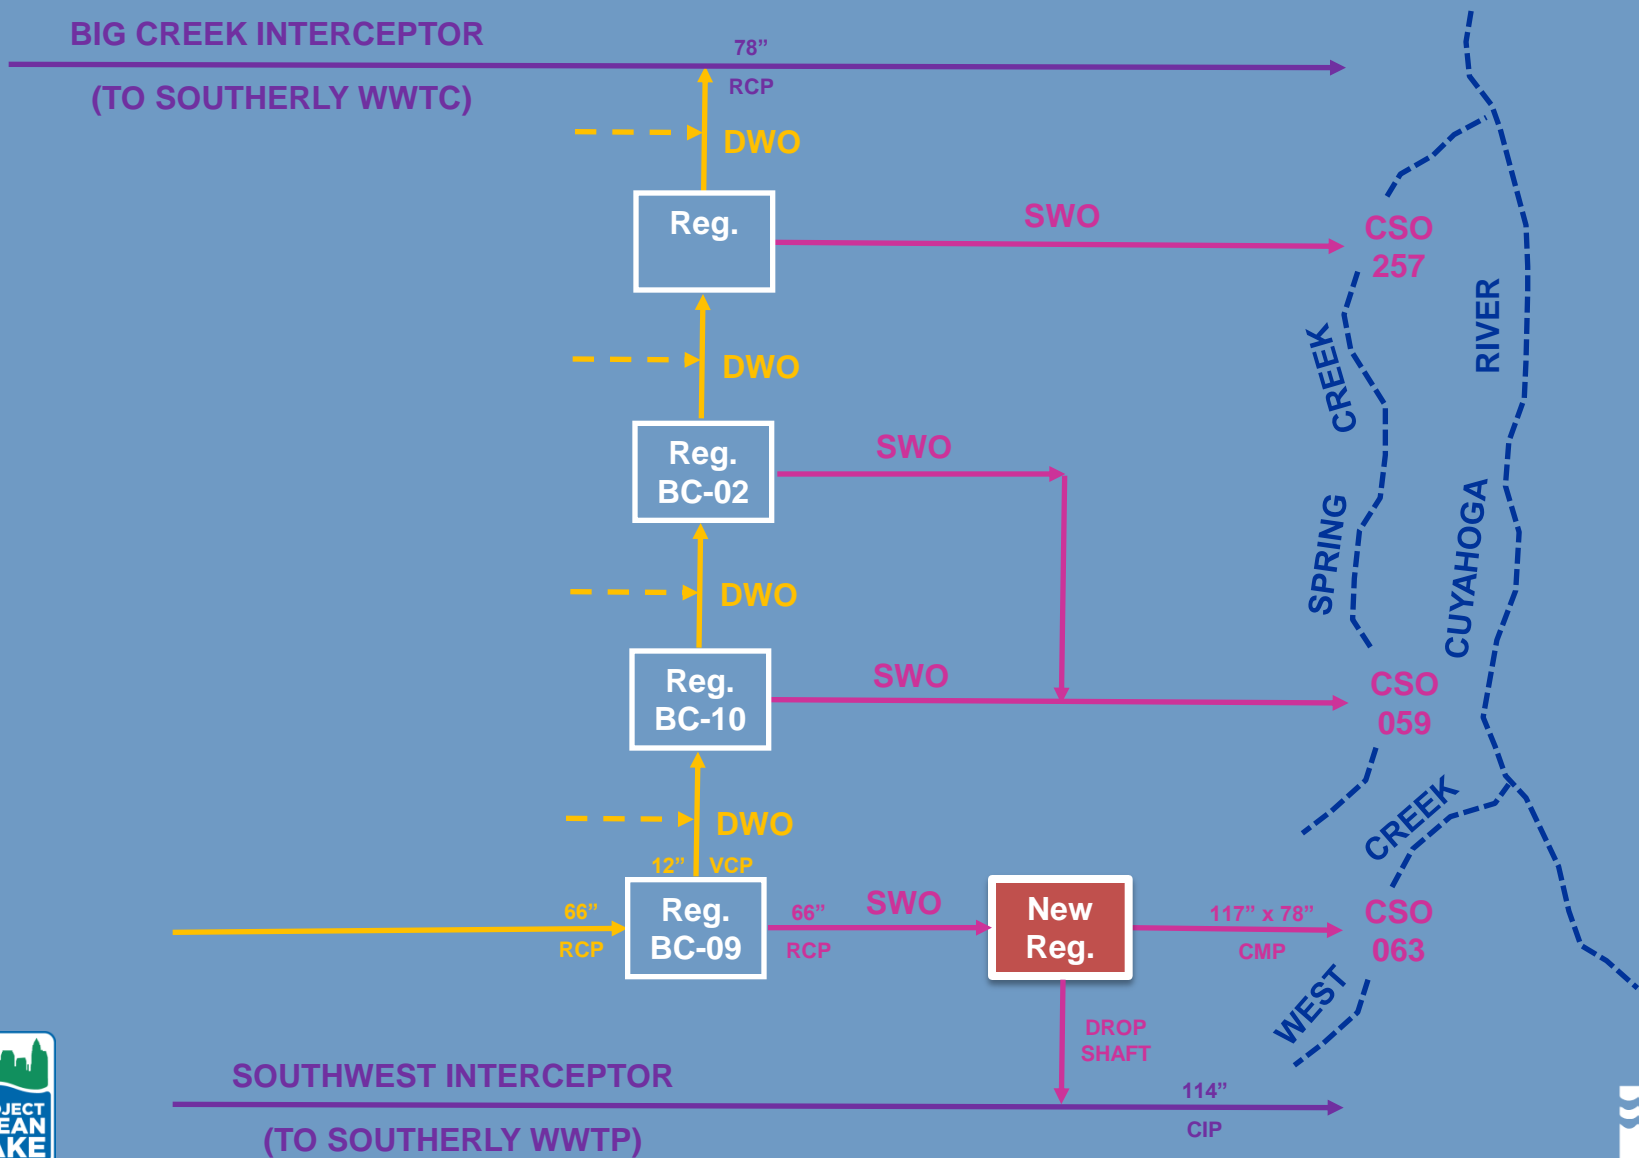 BIG CREEK INTERCEPTOR
(TO SOUTHERLY WWTC)
78”
RCP
DWO
Reg.
SWO
CSO
257
DWO
Reg.
BC-02
SWO
DWO
Reg.
BC-10
SWO
CSO
059
SPRING CREEK
CUYAHOGA RIVER
DWO
12” VCP
66”
RCP
Reg.
BC-09
66”
RCP
SWO
New
Reg.
117” x 78”
CMP
CSO
063
WEST CREEK
DROP
SHAFT
SOUTHWEST INTERCEPTOR
(TO SOUTHERLY WWTP)
114”
CIP